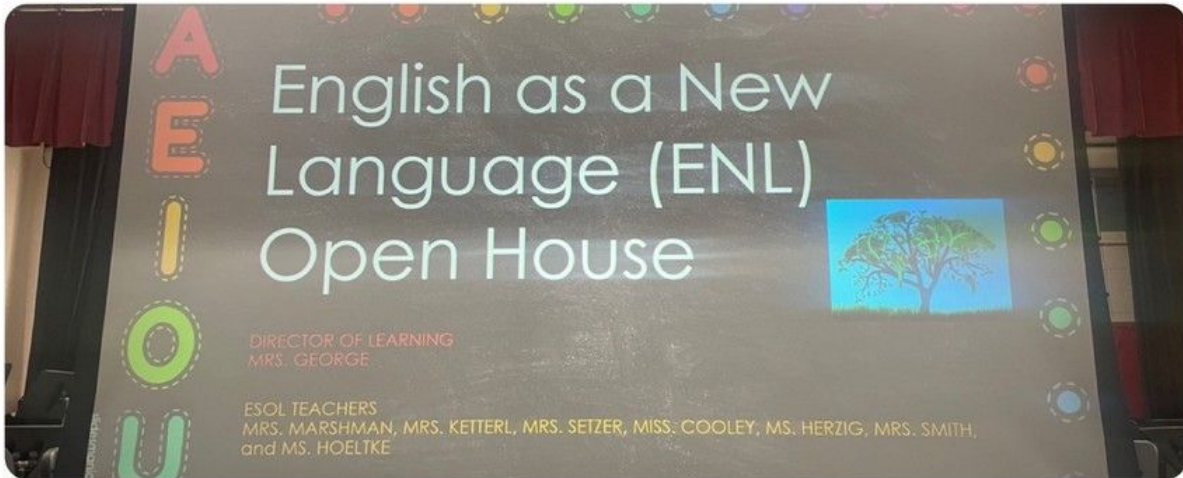 A
E
I
O
U
English as a New
Language (ENL)
Open House
DIRECTOR OF LEARNING
MRS. GEORGE
ESOL TEACHERS
MRS. MARSHMAN, MRS. KETTERL, MRS. SETZER, MISS. COOLEY, MS. HERZIG, MRS. SMITH,
and MS. HOELTKE